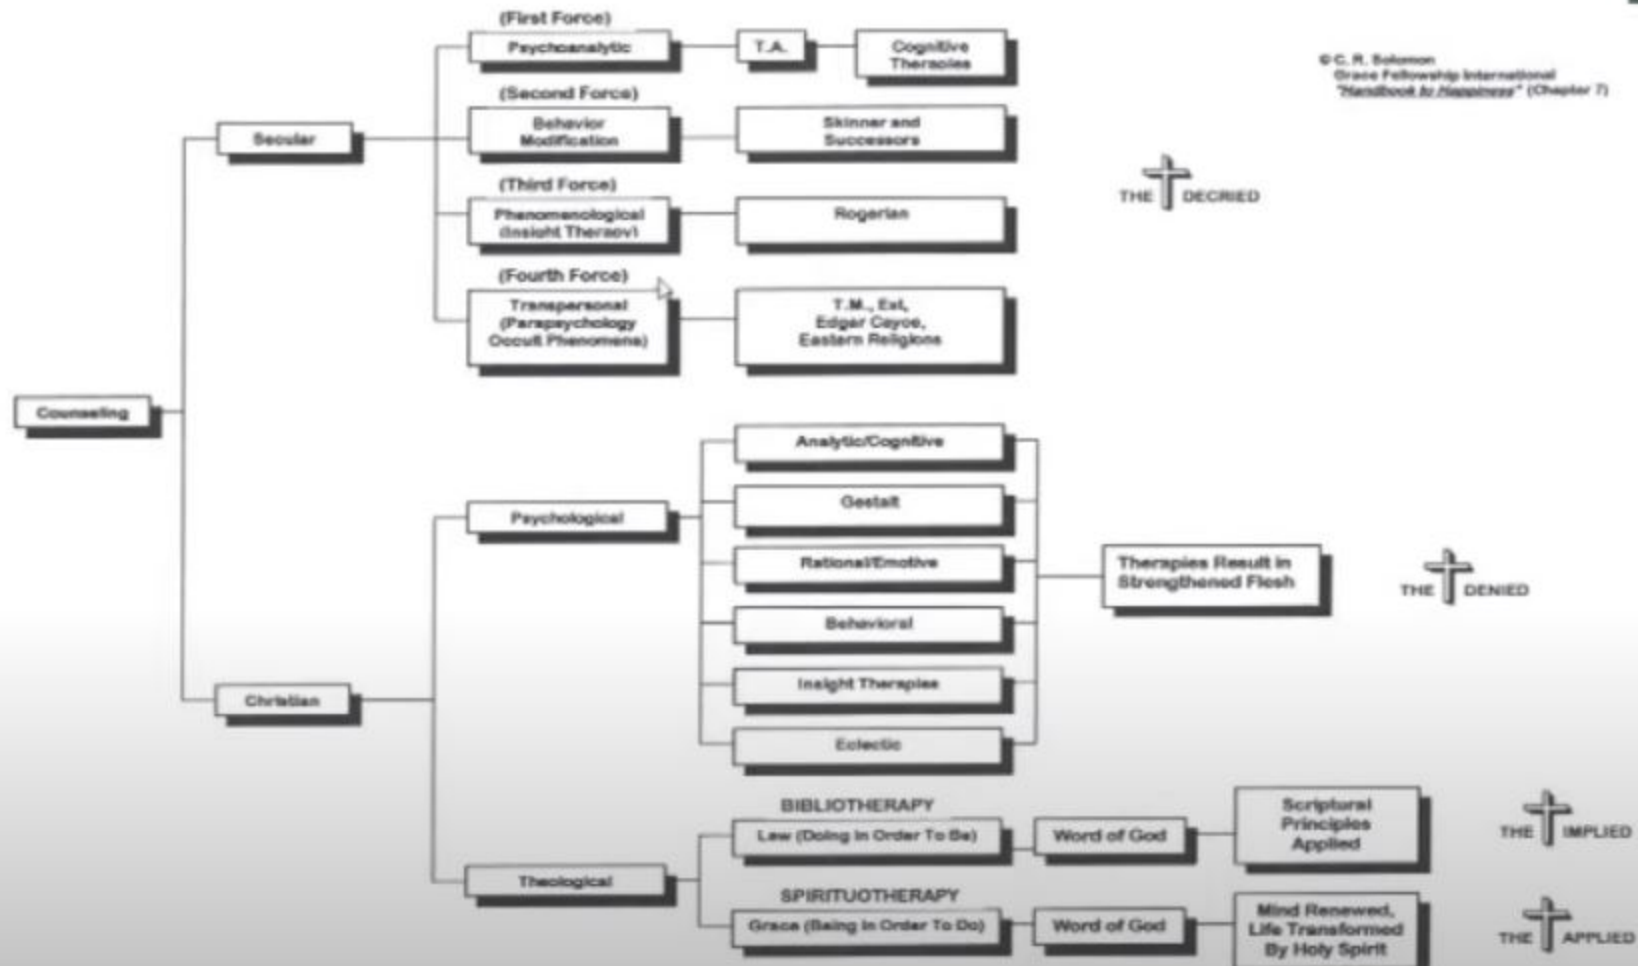 (First Force)
Psychoanalytic
T.A.
Cognitive
Therapies
© C. R. Solomon
Grace Fellowship International
"Handbook to Happiness" (Chapter 7)
(Second Force)
Behavior
Modification
Skinner and
Successors
Secular
THE DECRIED
(Third Force)
Phenomenological
(Insight Therapy)
Rogerian
(Fourth Force)
Transpersonal
(Parapsychology
Occult Phenomena)
T.M., Est,
Edgar Cayce,
Eastern Religions
Counseling
Analytic/Cognitive
Gestalt
Psychological
Rational/Emotive
Therapies Result in
Strengthened Flesh
THE DENIED
Behavioral
Insight Therapies
Christian
Eclectic
BIBLIOTHERAPY
Law (Doing In Order To Be)
Word of God
Scriptural
Principles
Applied
THE IMPLIED
Theological
SPIRITUOTHERAPY
Grace (Being In Order To Do)
Word of God
Mind Renewed,
Life Transformed
By Holy Spirit
THE APPLIED